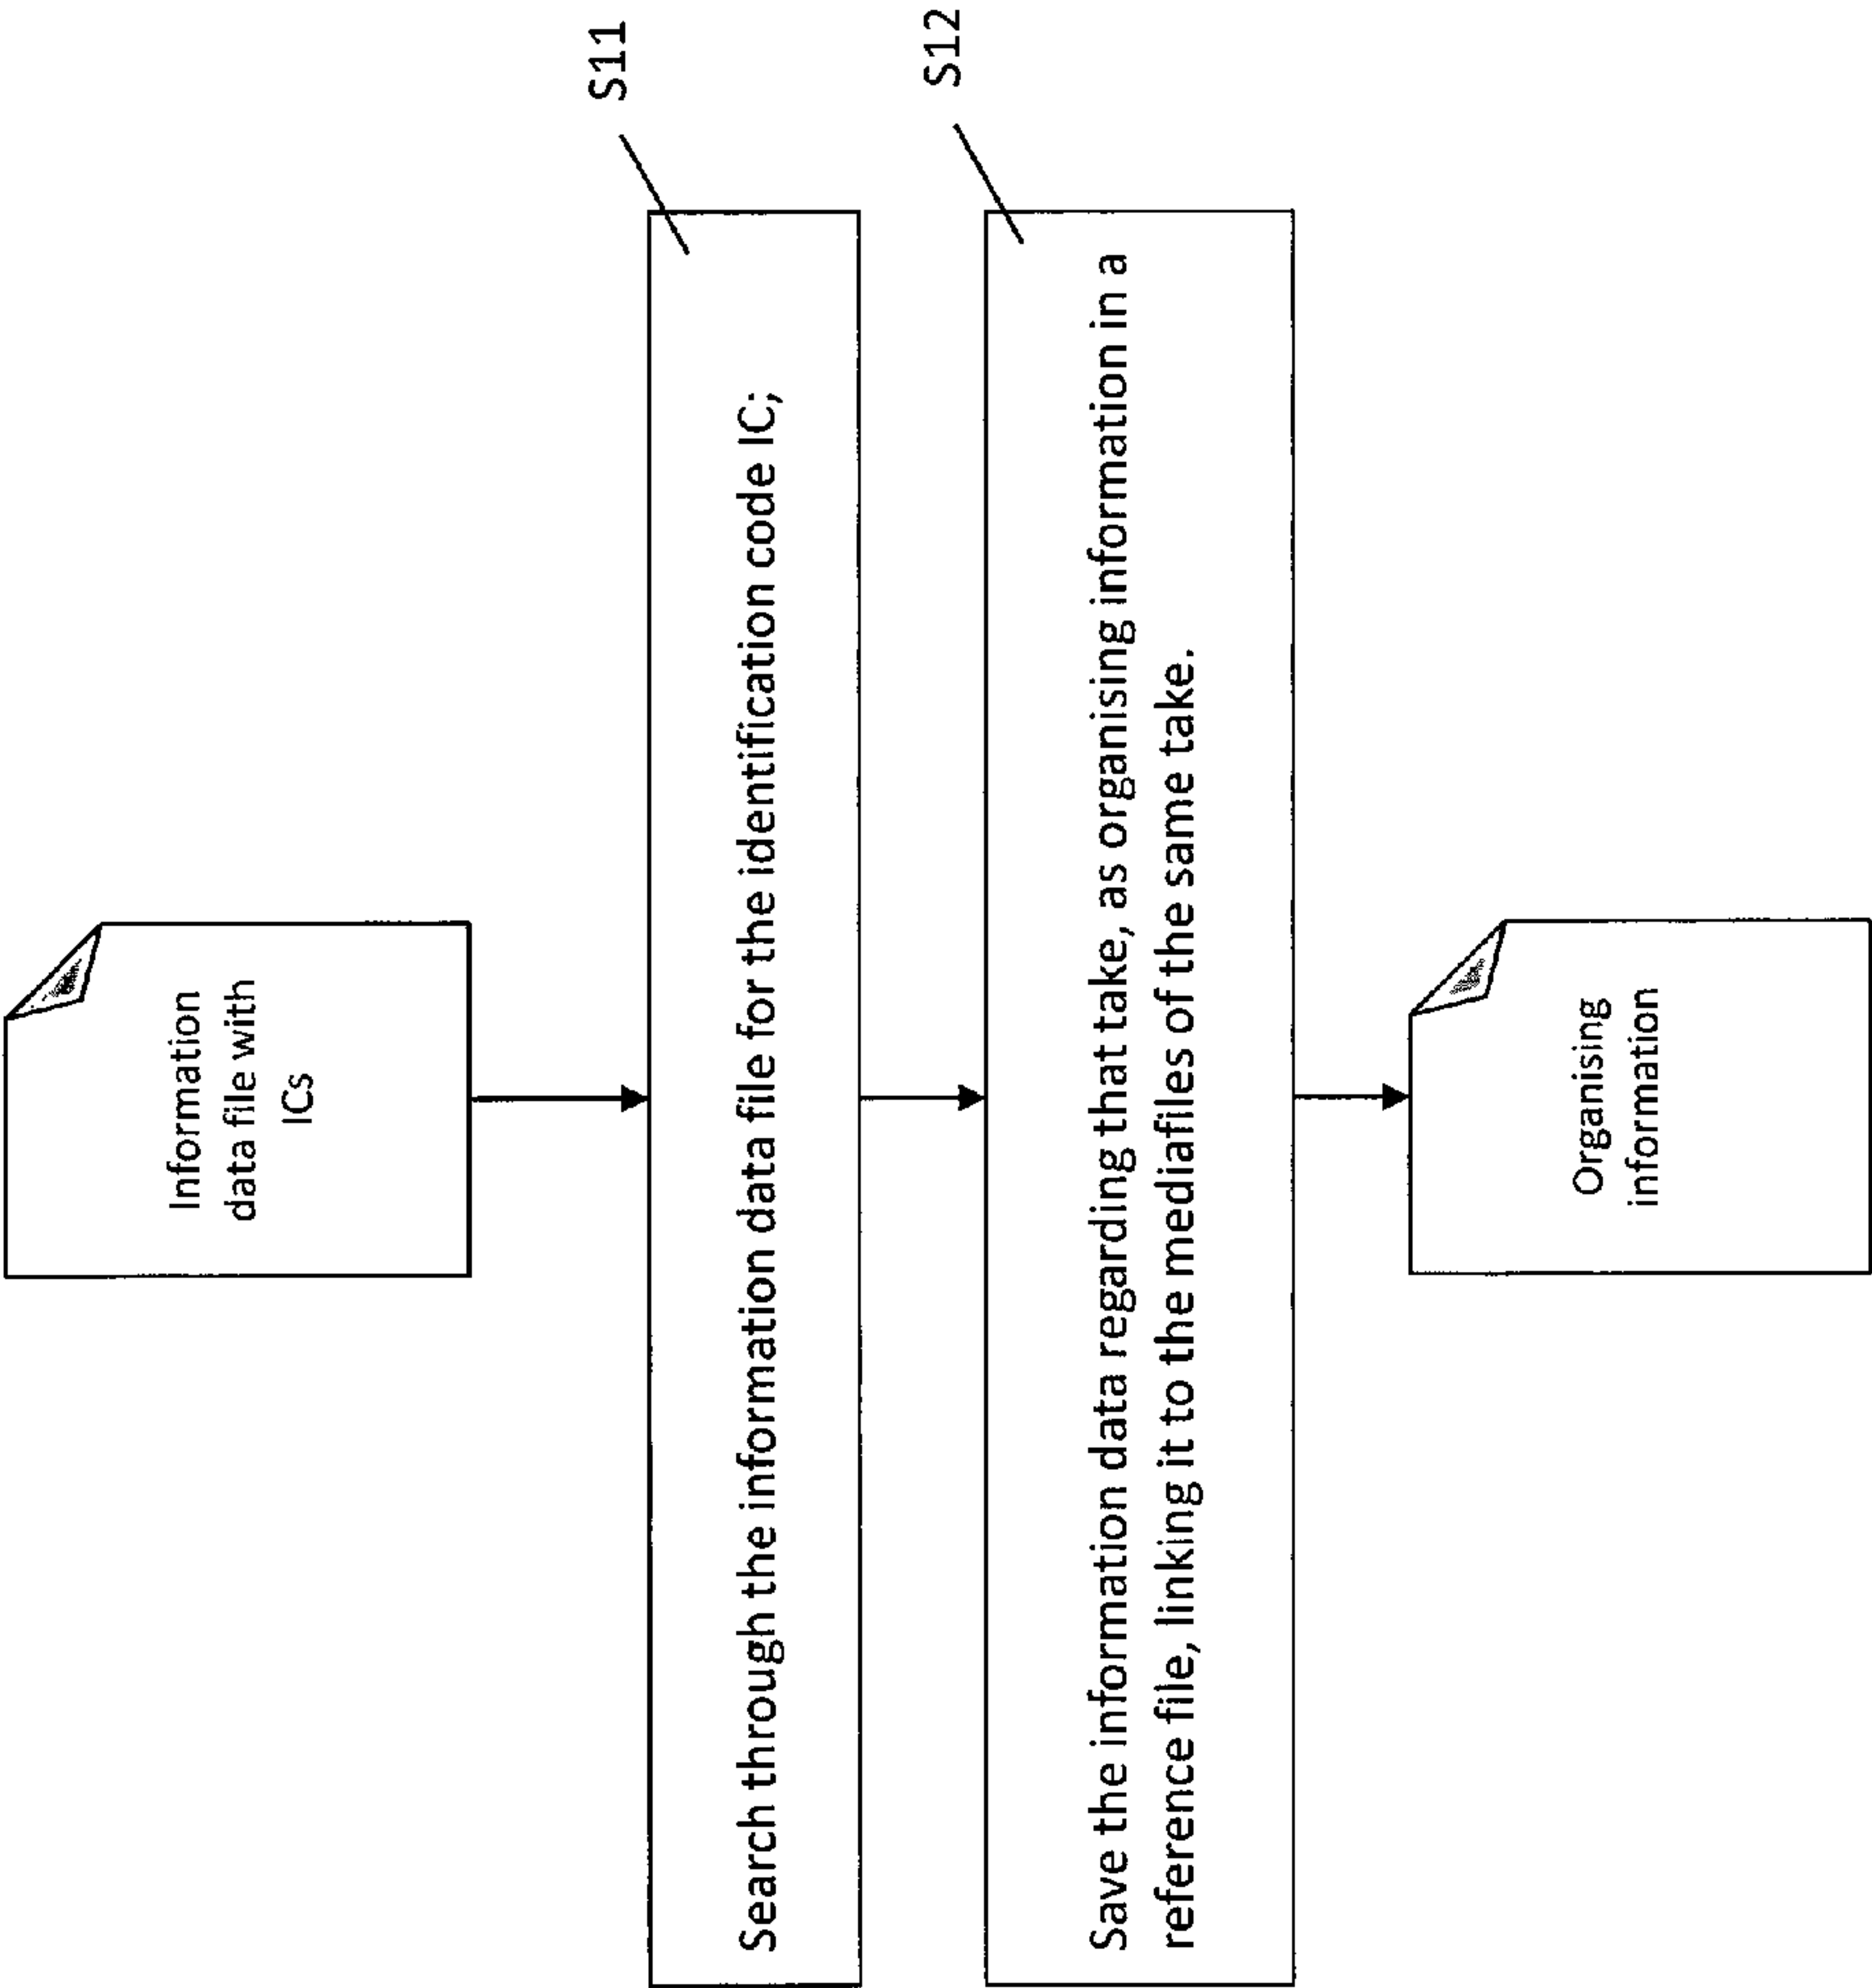 Information
data file with
ICs
S11
Search through the information data file for the identification code IC;
S12
Save the information data regarding that take, as organising information in a
reference file, linking it to the mediafiles of the same take.
Organising
information